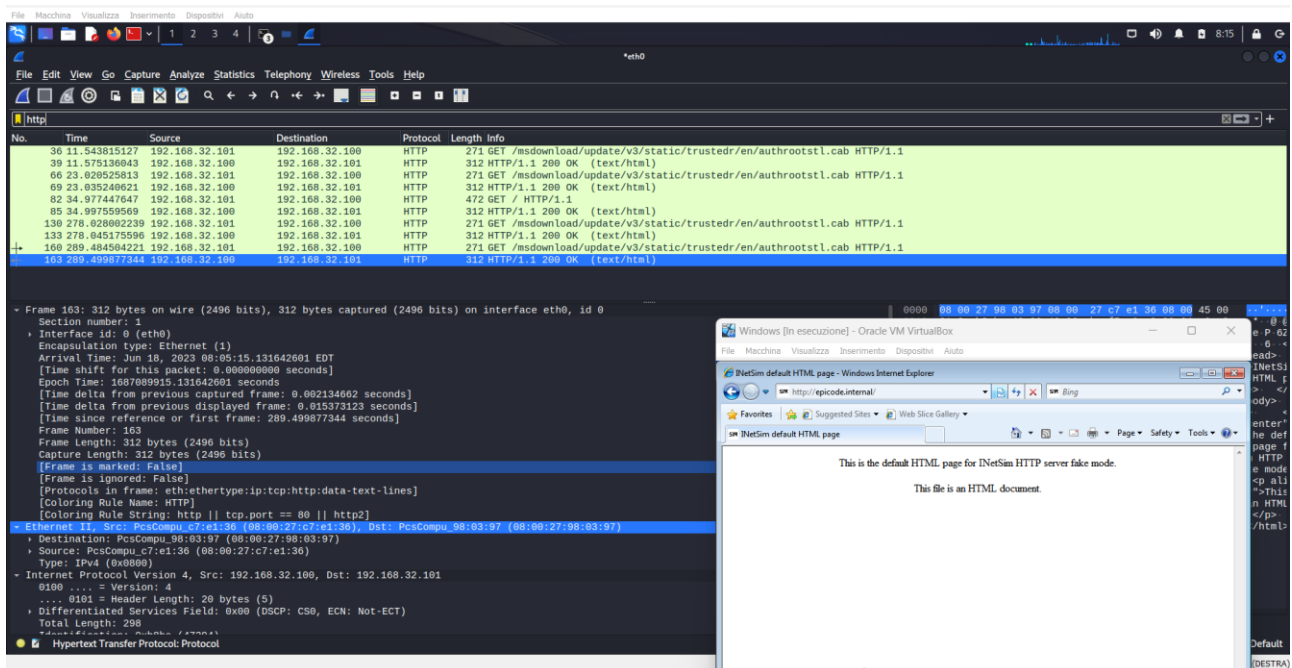 File Macchina Visualizza Inserimento Dispositivi Aiuto
1 2 3 4
8:15
*eth0
File Edit View Go Capture Analyze Statistics Telephony Wireless Tools Help
http
No. Time Source Destination Protocol Length Info
36 11.543815127 192.168.32.101 192.168.32.100 HTTP 271 GET /msdownload/update/v3/static/trustedr/en/authrootstl.cab HTTP/1.1
39 11.575136043 192.168.32.100 192.168.32.101 HTTP 312 HTTP/1.1 200 OK (text/html)
66 23.020525813 192.168.32.101 192.168.32.100 HTTP 271 GET /msdownload/update/v3/static/trustedr/en/authrootstl.cab HTTP/1.1
69 23.035240621 192.168.32.100 192.168.32.101 HTTP 312 HTTP/1.1 200 OK (text/html)
82 34.977447647 192.168.32.101 192.168.32.100 HTTP 472 GET / HTTP/1.1
85 34.997559569 192.168.32.100 192.168.32.101 HTTP 312 HTTP/1.1 200 OK (text/html)
130 278.028002239 192.168.32.101 192.168.32.100 HTTP 271 GET /msdownload/update/v3/static/trustedr/en/authrootstl.cab HTTP/1.1
133 278.045175596 192.168.32.100 192.168.32.101 HTTP 312 HTTP/1.1 200 OK (text/html)
160 289.484504221 192.168.32.101 192.168.32.100 HTTP 271 GET /msdownload/update/v3/static/trustedr/en/authrootstl.cab HTTP/1.1
163 289.499877344 192.168.32.100 192.168.32.101 HTTP 312 HTTP/1.1 200 OK (text/html)
Frame 163: 312 bytes on wire (2496 bits), 312 bytes captured (2496 bits) on interface eth0, id 0
Section number: 1
Interface id: 0 (eth0)
Encapsulation type: Ethernet (1)
Arrival Time: Jun 18, 2023 08:05:15.131642601 EDT
[Time shift for this packet: 0.000000000 seconds]
Epoch Time: 1687089915.131642601 seconds
[Time delta from previous captured frame: 0.002134662 seconds]
[Time delta from previous displayed frame: 0.015373123 seconds]
[Time since reference or first frame: 289.499877344 seconds]
Frame Number: 163
Frame Length: 312 bytes (2496 bits)
Capture Length: 312 bytes (2496 bits)
[Frame is marked: False]
[Frame is ignored: False]
[Protocols in frame: eth:ethertype:ip:tcp:http:data-text-lines]
[Coloring Rule Name: HTTP]
[Coloring Rule String: http || tcp.port == 80 || http2]
Ethernet II, Src: PcsCompu_c7:e1:36 (08:00:27:c7:e1:36), Dst: PcsCompu_98:03:97 (08:00:27:98:03:97)
Destination: PcsCompu_98:03:97 (08:00:27:98:03:97)
Source: PcsCompu_c7:e1:36 (08:00:27:c7:e1:36)
Type: IPv4 (0x0800)
Internet Protocol Version 4, Src: 192.168.32.100, Dst: 192.168.32.101
0100 .... = Version: 4
.... 0101 = Header Length: 20 bytes (5)
Differentiated Services Field: 0x00 (DSCP: CS0, ECN: Not-ECT)
Total Length: 298
Hypertext Transfer Protocol: Protocol
0000 08 00 27 98 03 97 08 00 27 c7 e1 36 08 00 45 00
Windows [In esecuzione] - Oracle VM VirtualBox
File Macchina Visualizza Inserimento Dispositivi Aiuto
INetSim default HTML page - Windows Internet Explorer
http://epicode.internal/
Bing
Favorites Suggested Sites Web Slice Gallery
INetSim default HTML page
Page Safety Tools
This is the default HTML page for INetSim HTTP server fake mode.
This file is an HTML document.
ead>
INetSi
HTML p
ody>
enter"
he def
page f
HTTP
e mode
<p ali
">This
n HTML
</p>
/html>
Default
(DESTRA)